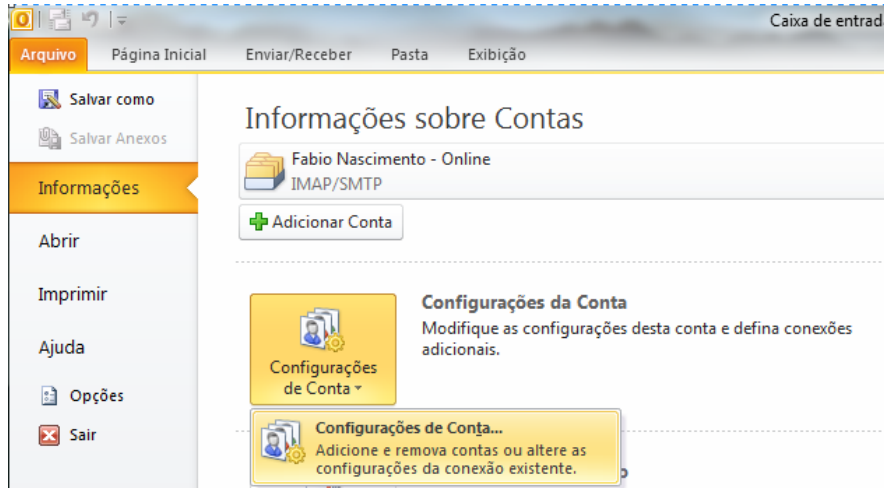 Caixa de entrada
Arquivo Página Inicial Enviar/Receber Pasta Exibição
Salvar como
Salvar Anexos
Informações
Abrir
Imprimir
Ajuda
Opções
Sair
Informações sobre Contas
Fabio Nascimento - Online
IMAP/SMTP
Adicionar Conta
Configurações
de Conta
Configurações da Conta
Modifique as configurações desta conta e defina conexões
adicionais.
Configurações de Conta...
Adicione e remova contas ou altere as
configurações da conexão existente.